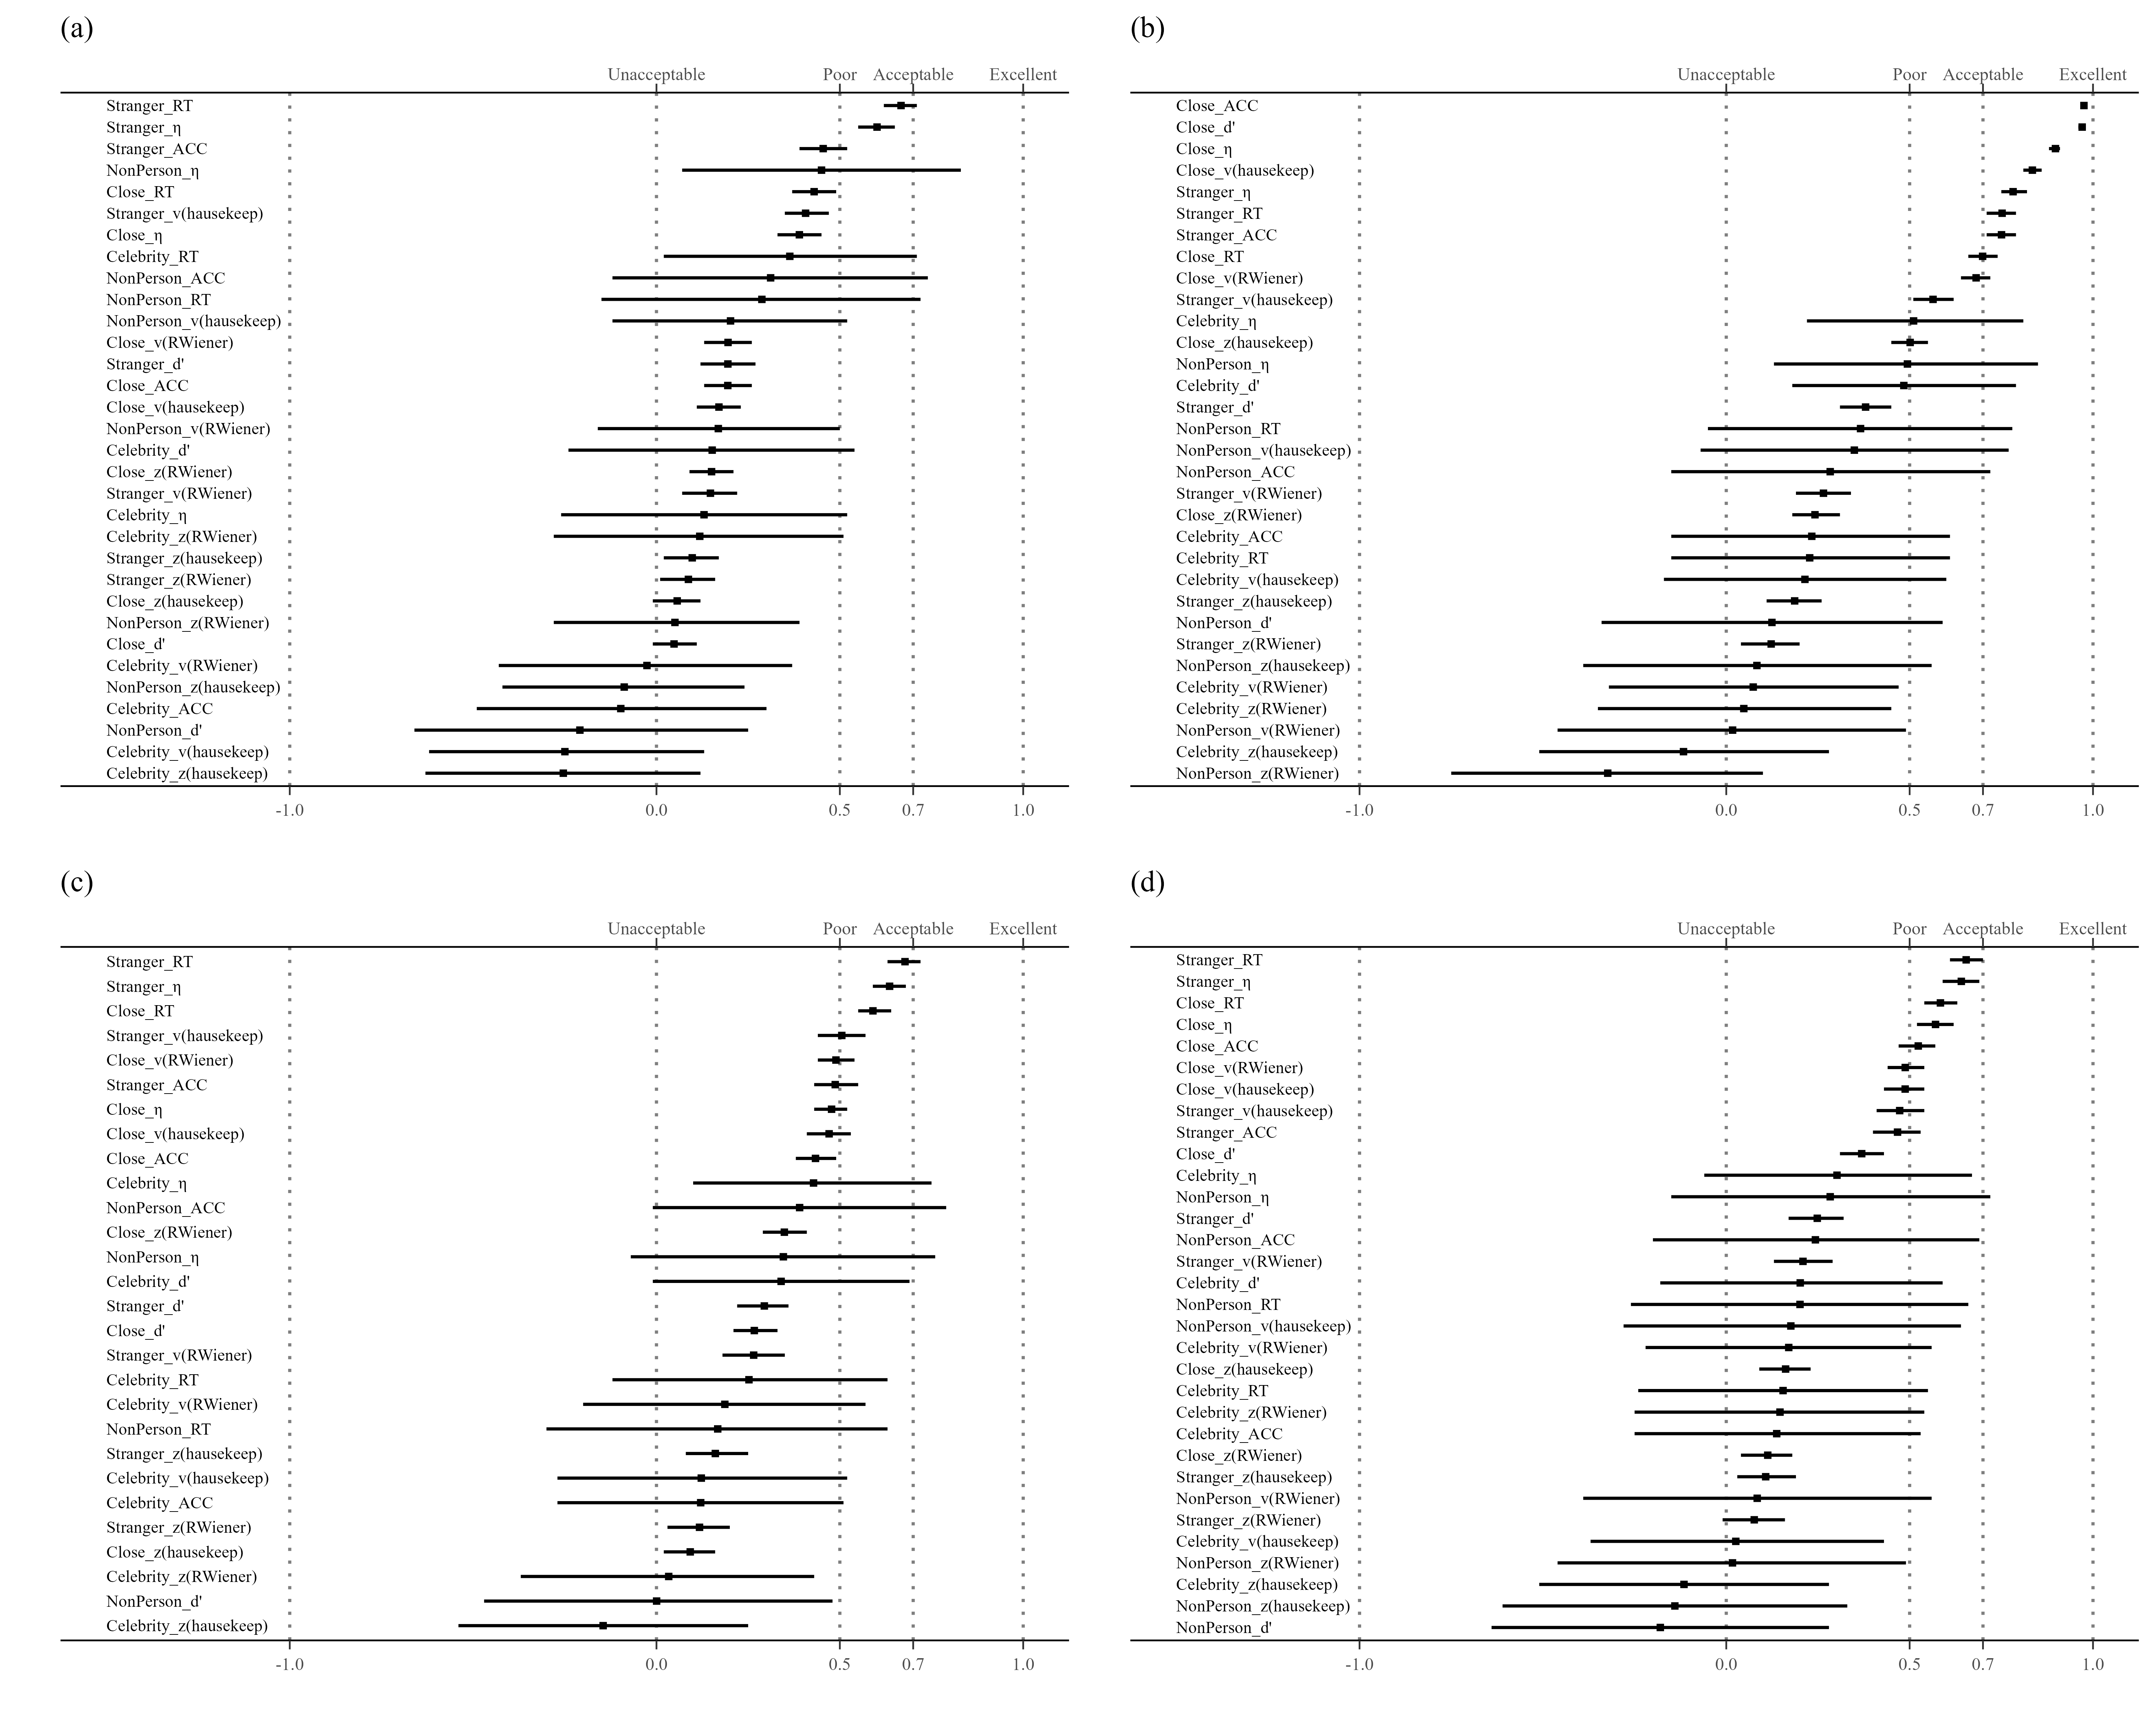 (a)
Unacceptable Poor Acceptable Excellent
Stranger_RT
Stranger_η
Stranger_ACC
NonPerson_η
Close_RT
Stranger_v(hausekeep)
Close_η
Celebrity_RT
NonPerson_ACC
NonPerson_RT
NonPerson_v(hausekeep)
Close_v(RWiener)
Stranger_d'
Close_ACC
Close_v(hausekeep)
NonPerson_v(RWiener)
Celebrity_d'
Close_z(RWiener)
Stranger_v(RWiener)
Celebrity_η
Celebrity_z(RWiener)
Stranger_z(hausekeep)
Stranger_z(RWiener)
Close_z(hausekeep)
NonPerson_z(RWiener)
Close_d'
Celebrity_v(RWiener)
NonPerson_z(hausekeep)
Celebrity_ACC
NonPerson_d'
Celebrity_v(hausekeep)
Celebrity_z(hausekeep)
-1.0 0.0 0.5 0.7 1.0
(b)
Unacceptable Poor Acceptable Excellent
Close_ACC
Close_d'
Close_η
Close_v(hausekeep)
Stranger_η
Stranger_RT
Stranger_ACC
Close_RT
Close_v(RWiener)
Stranger_v(hausekeep)
Celebrity_η
Close_z(hausekeep)
NonPerson_η
Celebrity_d'
Stranger_d'
NonPerson_RT
NonPerson_v(hausekeep)
NonPerson_ACC
Stranger_v(RWiener)
Close_z(RWiener)
Celebrity_ACC
Celebrity_RT
Celebrity_v(hausekeep)
Stranger_z(hausekeep)
NonPerson_d'
Stranger_z(RWiener)
NonPerson_z(hausekeep)
Celebrity_v(RWiener)
Celebrity_z(RWiener)
NonPerson_v(RWiener)
Celebrity_z(hausekeep)
NonPerson_z(RWiener)
-1.0 0.0 0.5 0.7 1.0
(c)
Unacceptable Poor Acceptable Excellent
Stranger_RT
Stranger_η
Close_RT
Stranger_v(hausekeep)
Close_v(RWiener)
Stranger_ACC
Close_η
Close_v(hausekeep)
Close_ACC
Celebrity_η
NonPerson_ACC
Close_z(RWiener)
NonPerson_η
Celebrity_d'
Stranger_d'
Close_d'
Stranger_v(RWiener)
Celebrity_RT
Celebrity_v(RWiener)
NonPerson_RT
Stranger_z(hausekeep)
Celebrity_v(hausekeep)
Celebrity_ACC
Stranger_z(RWiener)
Close_z(hausekeep)
Celebrity_z(RWiener)
NonPerson_d'
Celebrity_z(hausekeep)
-1.0 0.0 0.5 0.7 1.0
(d)
Unacceptable Poor Acceptable Excellent
Stranger_RT
Stranger_η
Close_RT
Close_η
Close_ACC
Close_v(RWiener)
Close_v(hausekeep)
Stranger_v(hausekeep)
Stranger_ACC
Close_d'
Celebrity_η
NonPerson_η
Stranger_d'
NonPerson_ACC
Stranger_v(RWiener)
Celebrity_d'
NonPerson_RT
NonPerson_v(hausekeep)
Celebrity_v(RWiener)
Close_z(hausekeep)
Celebrity_RT
Celebrity_z(RWiener)
Celebrity_ACC
Close_z(RWiener)
Stranger_z(hausekeep)
NonPerson_v(RWiener)
Stranger_z(RWiener)
Celebrity_v(hausekeep)
NonPerson_z(RWiener)
Celebrity_z(hausekeep)
NonPerson_z(hausekeep)
NonPerson_d'
-1.0 0.0 0.5 0.7 1.0